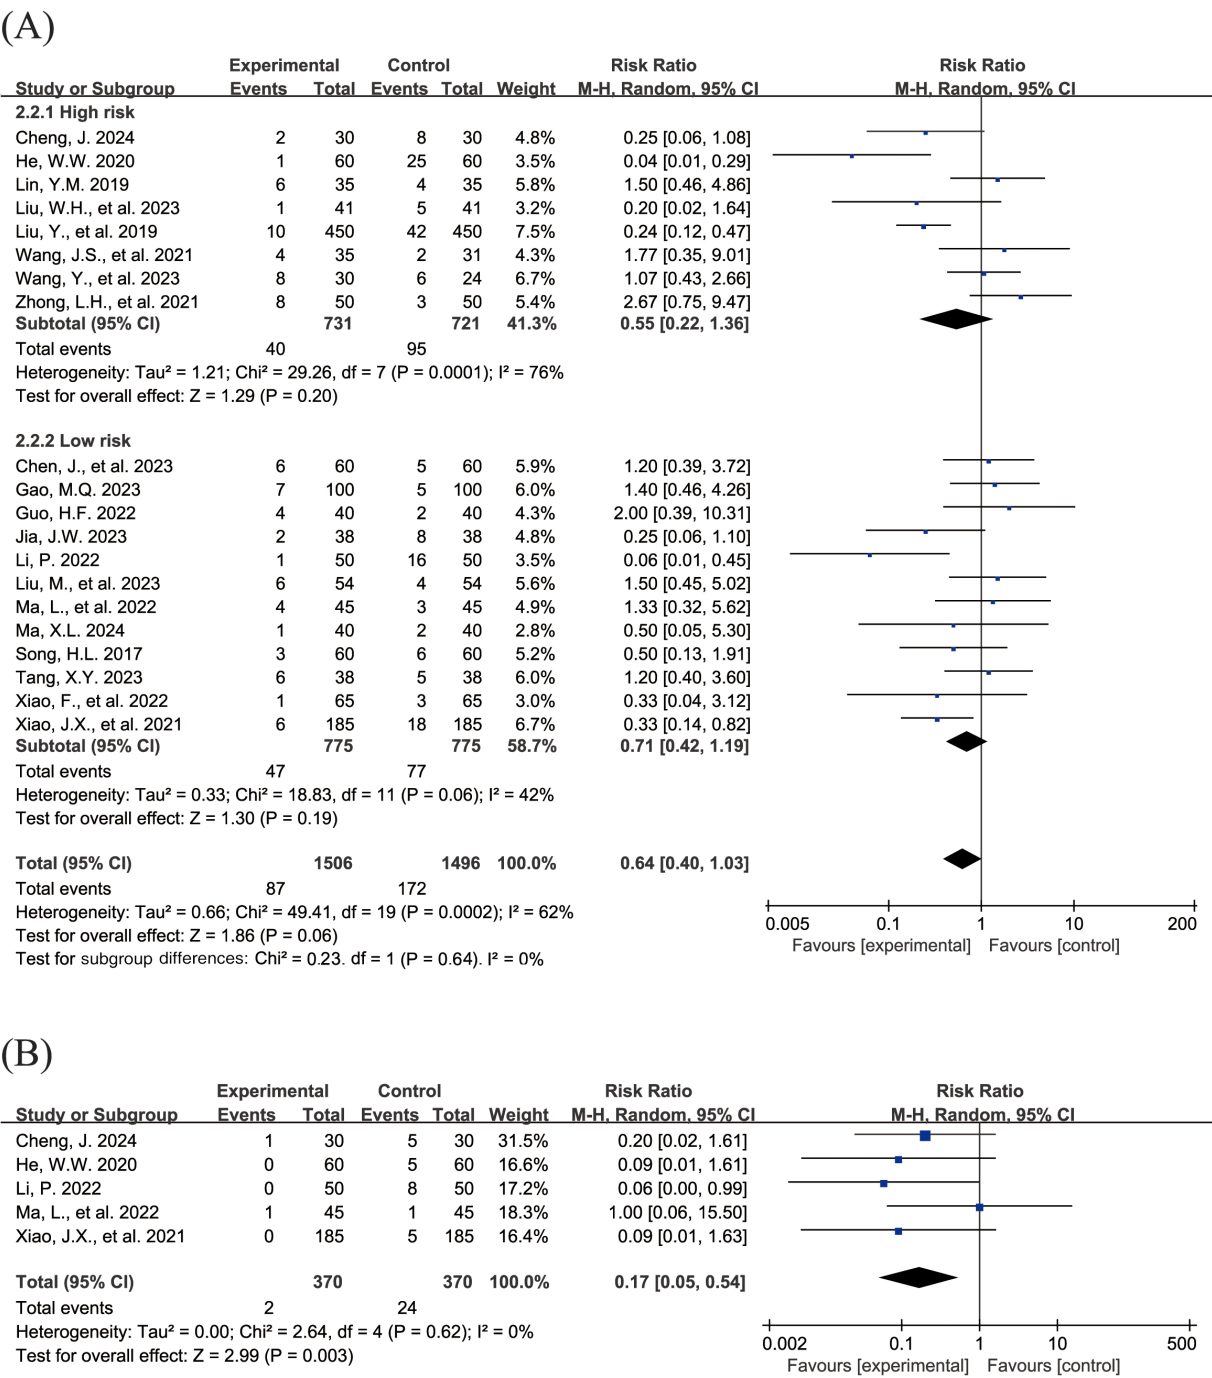 (A)
Experimental Control Risk Ratio Risk Ratio
Study or Subgroup Events Total Events Total Weight M-H, Random, 95% CI M-H, Random, 95% CI
2.2.1 High risk
Cheng, J. 2024 2 30 8 30 4.8% 0.25 [0.06, 1.08]
He, W.W. 2020 1 60 25 60 3.5% 0.04 [0.01, 0.29]
Lin, Y.M. 2019 6 35 4 35 5.8% 1.50 [0.46, 4.86]
Liu, W.H., et al. 2023 1 41 5 41 3.2% 0.20 [0.02, 1.64]
Liu, Y., et al. 2019 10 450 42 450 7.5% 0.24 [0.12, 0.47]
Wang, J.S., et al. 2021 4 35 2 31 4.3% 1.77 [0.35, 9.01]
Wang, Y., et al. 2023 8 30 6 24 6.7% 1.07 [0.43, 2.66]
Zhong, L.H., et al. 2021 8 50 3 50 5.4% 2.67 [0.75, 9.47]
Subtotal (95% CI) 731 721 41.3% 0.55 [0.22, 1.36]
Total events 40 95
Heterogeneity: Tau² = 1.21; Chi² = 29.26, df = 7 (P = 0.0001); I² = 76%
Test for overall effect: Z = 1.29 (P = 0.20)
2.2.2 Low risk
Chen, J., et al. 2023 6 60 5 60 5.9% 1.20 [0.39, 3.72]
Gao, M.Q. 2023 7 100 5 100 6.0% 1.40 [0.46, 4.26]
Guo, H.F. 2022 4 40 2 40 4.3% 2.00 [0.39, 10.31]
Jia, J.W. 2023 2 38 8 38 4.8% 0.25 [0.06, 1.10]
Li, P. 2022 1 50 16 50 3.5% 0.06 [0.01, 0.45]
Liu, M., et al. 2023 6 54 4 54 5.6% 1.50 [0.45, 5.02]
Ma, L., et al. 2022 4 45 3 45 4.9% 1.33 [0.32, 5.62]
Ma, X.L. 2024 1 40 2 40 2.8% 0.50 [0.05, 5.30]
Song, H.L. 2017 3 60 6 60 5.2% 0.50 [0.13, 1.91]
Tang, X.Y. 2023 6 38 5 38 6.0% 1.20 [0.40, 3.60]
Xiao, F., et al. 2022 1 65 3 65 3.0% 0.33 [0.04, 3.12]
Xiao, J.X., et al. 2021 6 185 18 185 6.7% 0.33 [0.14, 0.82]
Subtotal (95% CI) 775 775 58.7% 0.71 [0.42, 1.19]
Total events 47 77
Heterogeneity: Tau² = 0.33; Chi² = 18.83, df = 11 (P = 0.06); I² = 42%
Test for overall effect: Z = 1.30 (P = 0.19)
Total (95% CI) 1506 1496 100.0% 0.64 [0.40, 1.03]
Total events 87 172
Heterogeneity: Tau² = 0.66; Chi² = 49.41, df = 19 (P = 0.0002); I² = 62%
Test for overall effect: Z = 1.86 (P = 0.06)
Test for subgroup differences: Chi² = 0.23. df = 1 (P = 0.64). I² = 0%
0.005 0.1 1 10 200
Favours [experimental] Favours [control]
(B)
Experimental Control Risk Ratio Risk Ratio
Study or Subgroup Events Total Events Total Weight M-H, Random, 95% CI M-H, Random, 95% CI
Cheng, J. 2024 1 30 5 30 31.5% 0.20 [0.02, 1.61]
He, W.W. 2020 0 60 5 60 16.6% 0.09 [0.01, 1.61]
Li, P. 2022 0 50 8 50 17.2% 0.06 [0.00, 0.99]
Ma, L., et al. 2022 1 45 1 45 18.3% 1.00 [0.06, 15.50]
Xiao, J.X., et al. 2021 0 185 5 185 16.4% 0.09 [0.01, 1.63]
Total (95% CI) 370 370 100.0% 0.17 [0.05, 0.54]
Total events 2 24
Heterogeneity: Tau² = 0.00; Chi² = 2.64, df = 4 (P = 0.62); I² = 0%
Test for overall effect: Z = 2.99 (P = 0.003)
0.002 0.1 1 10 500
Favours [experimental] Favours [control]